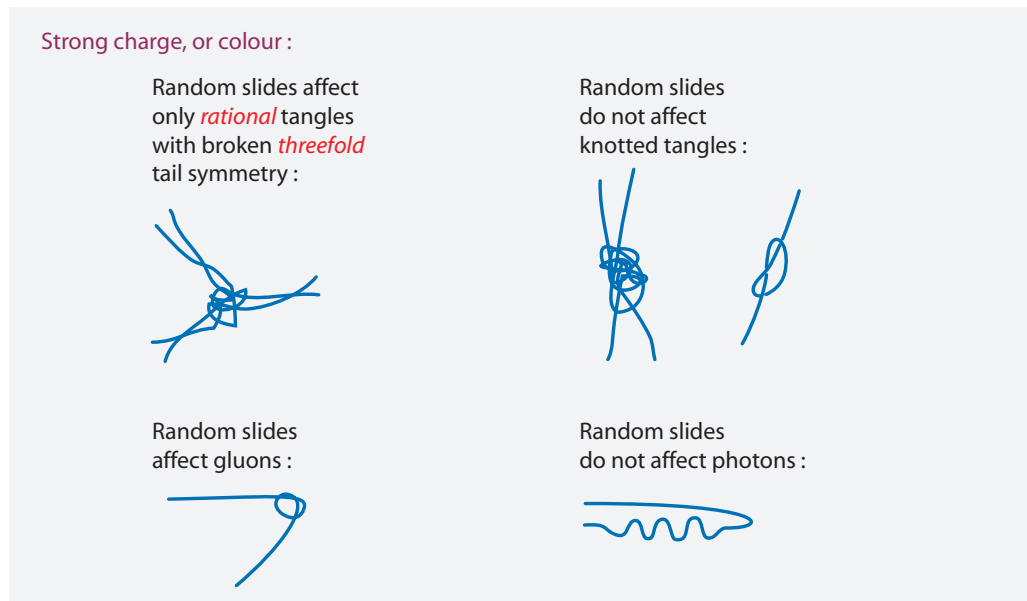 Strong charge, or colour :
Random slides affect
only rational tangles
with broken threefold
tail symmetry :
Random slides
do not affect
knotted tangles :
Random slides
affect gluons :
Random slides
do not affect photons :